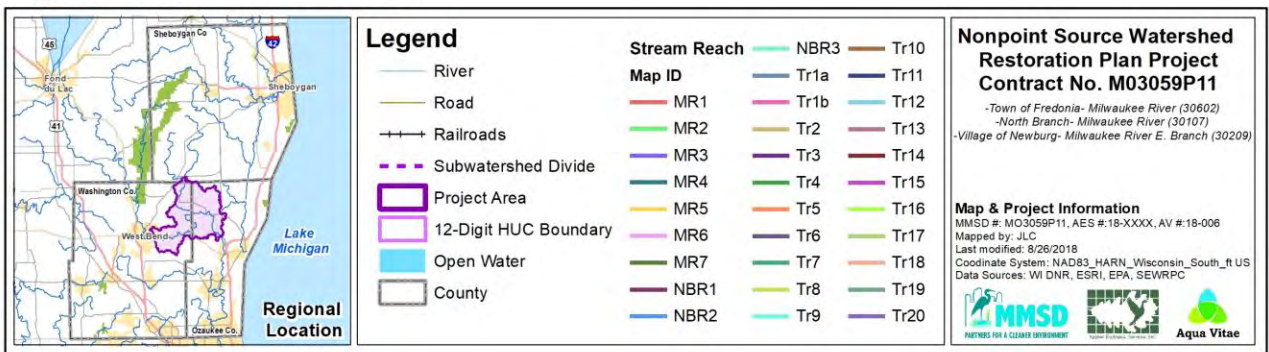 Sheboygan Co
45
42
Fond
du Lac
Sheboygan
41
Washington Co.
West Bend
Lake
Michigan
Regional
Location
Ozaukee Co.
Legend
River
Road
Railroads
Subwatershed Divide
Project Area
12-Digit HUC Boundary
Open Water
County
Stream Reach
Map ID
MR1
MR2
MR3
MR4
MR5
MR6
MR7
NBR1
NBR2
NBR3
Tr1a
Tr1b
Tr2
Tr3
Tr4
Tr5
Tr6
Tr7
Tr8
Tr9
Tr10
Tr11
Tr12
Tr13
Tr14
Tr15
Tr16
Tr17
Tr18
Tr19
Tr20
Nonpoint Source Watershed
Restoration Plan Project
Contract No. M03059P11
-Town of Fredonia- Milwaukee River (30602)
-North Branch- Milwaukee River (30107)
-Village of Newburg- Milwaukee River E. Branch (30209)
Map & Project Information
MMSD #: MO3059P11, AES #:18-XXXX, AV #:18-006
Mapped by: JLC
Last modified: 8/26/2018
Coodinate System: NAD83_HARN_Wisconsin_South_ft US
Data Sources: WI DNR, ESRI, EPA, SEWRPC
MMSD
PARTNERS FOR A CLEANER ENVIRONMENT
Applied Ecological Services, Inc.
Aqua Vitae